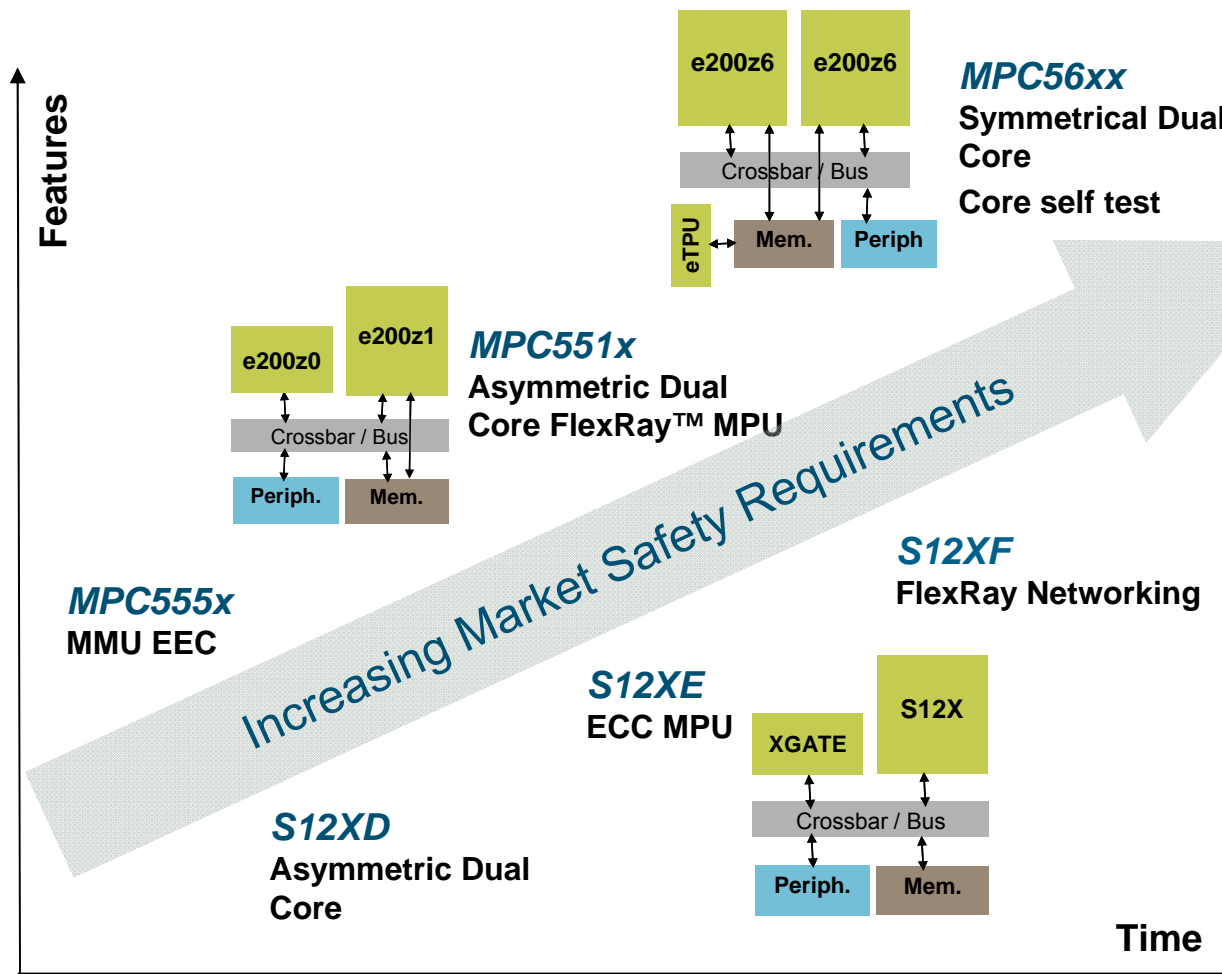 Features
e200z6
e200z6
Crossbar / Bus
eTPU
Mem.
Periph
MPC56xx
Symmetrical Dual
Core
Core self test
e200z0
e200z1
Crossbar / Bus
Periph.
Mem.
MPC551x
Asymmetric Dual
Core FlexRay™ MPU
Increasing Market Safety Requirements
MPC555x
MMU EEC
S12XF
FlexRay Networking
S12XE
ECC MPU
XGATE
S12X
Crossbar / Bus
Periph.
Mem.
S12XD
Asymmetric Dual
Core
Time